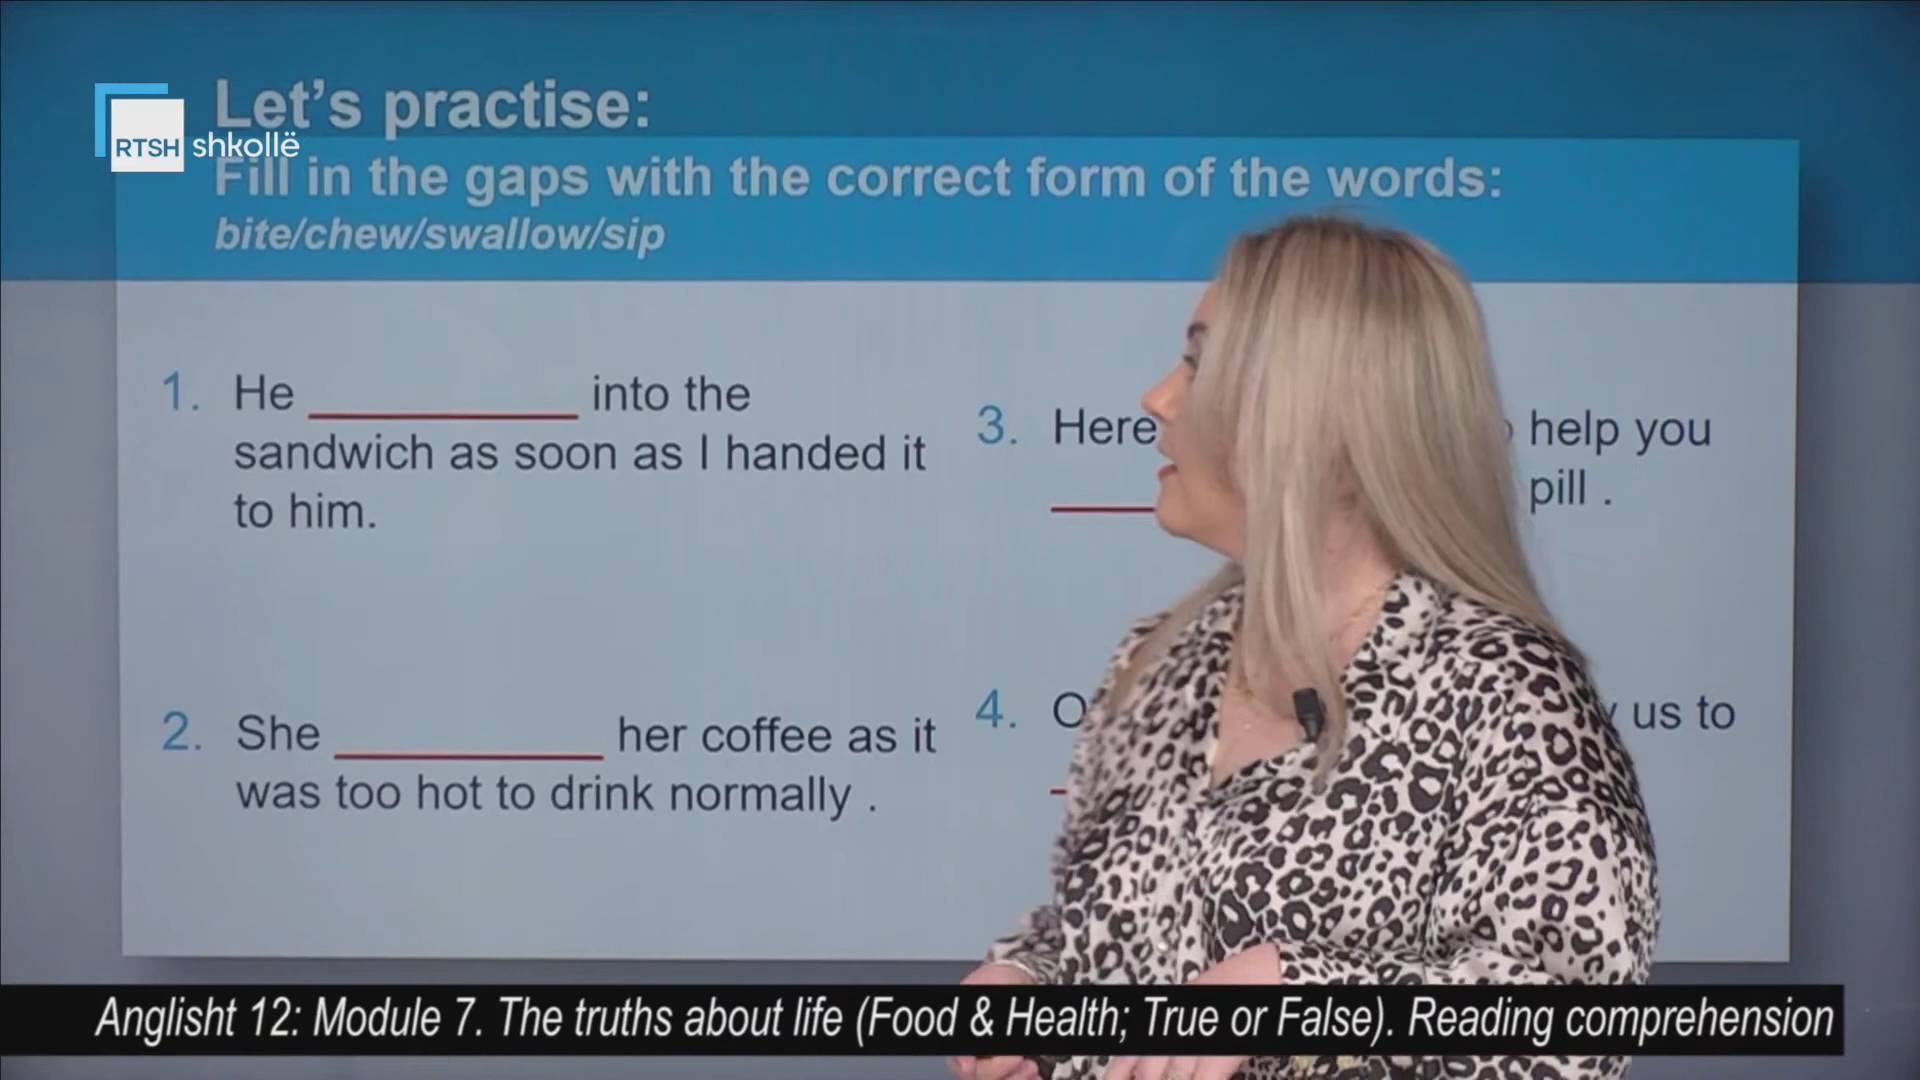 Let's practise:
RTSH shkollë
Fill in the gaps with the correct form of the words:
bite/chew/swallow/sip
1. He __________ into the
sandwich as soon as I handed it
to him.
2. She __________ her coffee as it
was too hot to drink normally .
3. Here help you
pill .
4. us to
Anglisht 12: Module 7. The truths about life (Food & Health; True or False). Reading comprehension